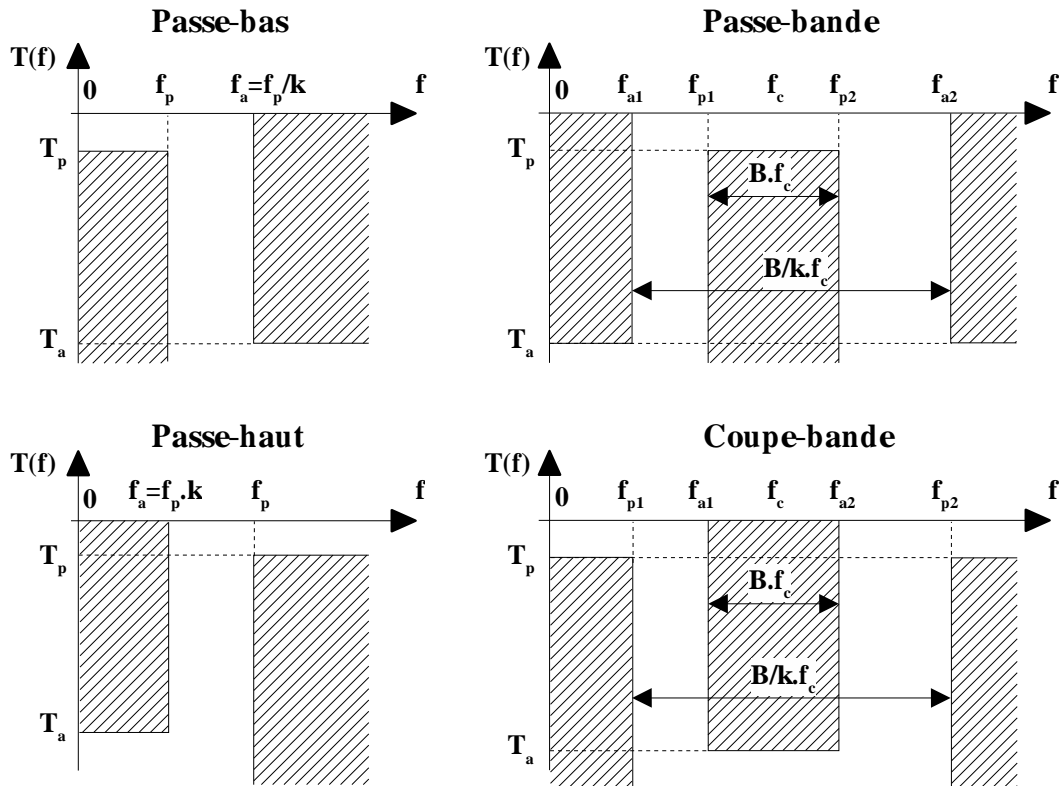 Passe-bas
T(f)
0 f_p f_a=f_p/k f
T_p
T_a
Passe-bande
T(f)
0 f_a1 f_p1 f_c f_p2 f_a2 f
T_p
B.f_c
B/k.f_c
T_a
Passe-haut
T(f)
f_a=f_p.k f_p f
0
T_p
T_a
Coupe-bande
T(f)
0 f_p1 f_a1 f_c f_a2 f_p2 f
T_p
B.f_c
B/k.f_c
T_a